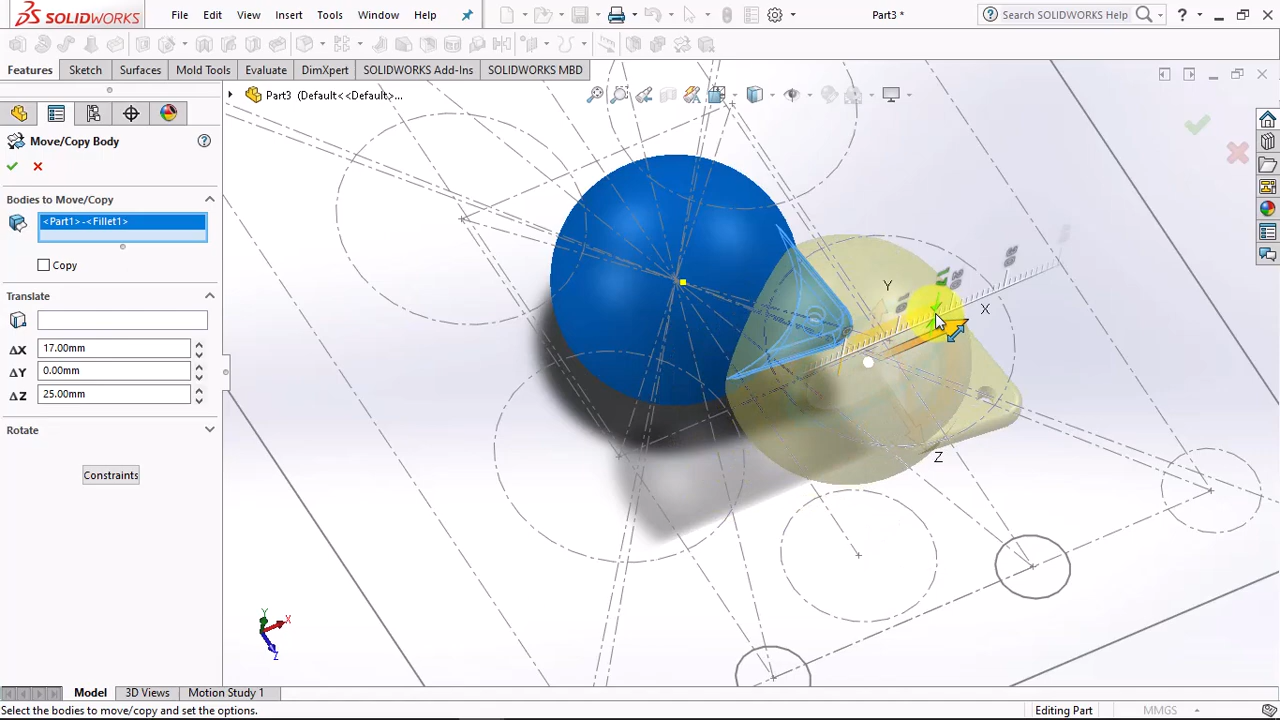 SOLIDWORKS
File Edit View Insert Tools Window Help
Part3 *
Search SOLIDWORKS Help
Features Sketch Surfaces Mold Tools Evaluate DimXpert SOLIDWORKS Add-Ins SOLIDWORKS MBD
Part3 (Default<<Default>...
Move/Copy Body
Bodies to Move/Copy
<Part1>-<Fillet1>
Copy
Translate
ΔX 17.00mm
ΔY 0.00mm
ΔZ 25.00mm
Rotate
Constraints
Y
X
Z
Y
X
Z
Model 3D Views Motion Study 1
Select the bodies to move/copy and set the options.
Editing Part
MMGS